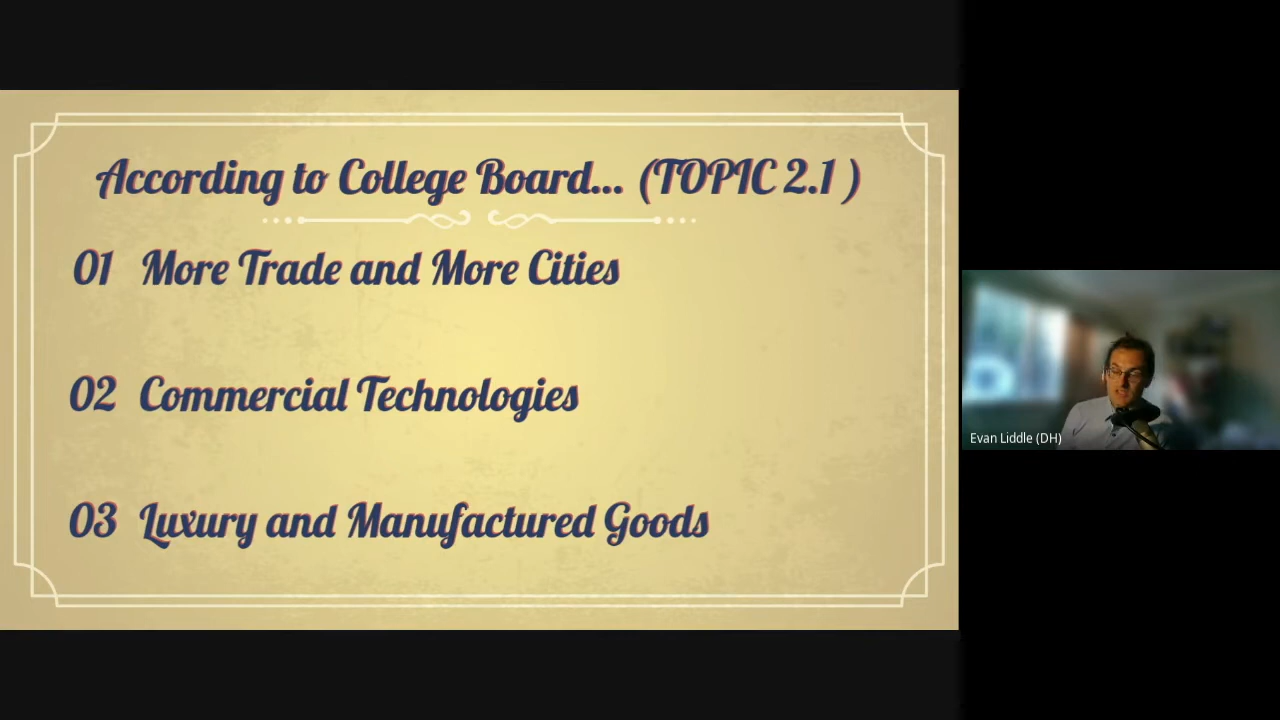 According to College Board... (TOPIC 2.1 )
01 More Trade and More Cities
02 Commercial Technologies
03 Luxury and Manufactured Goods
Evan Liddle (DH)